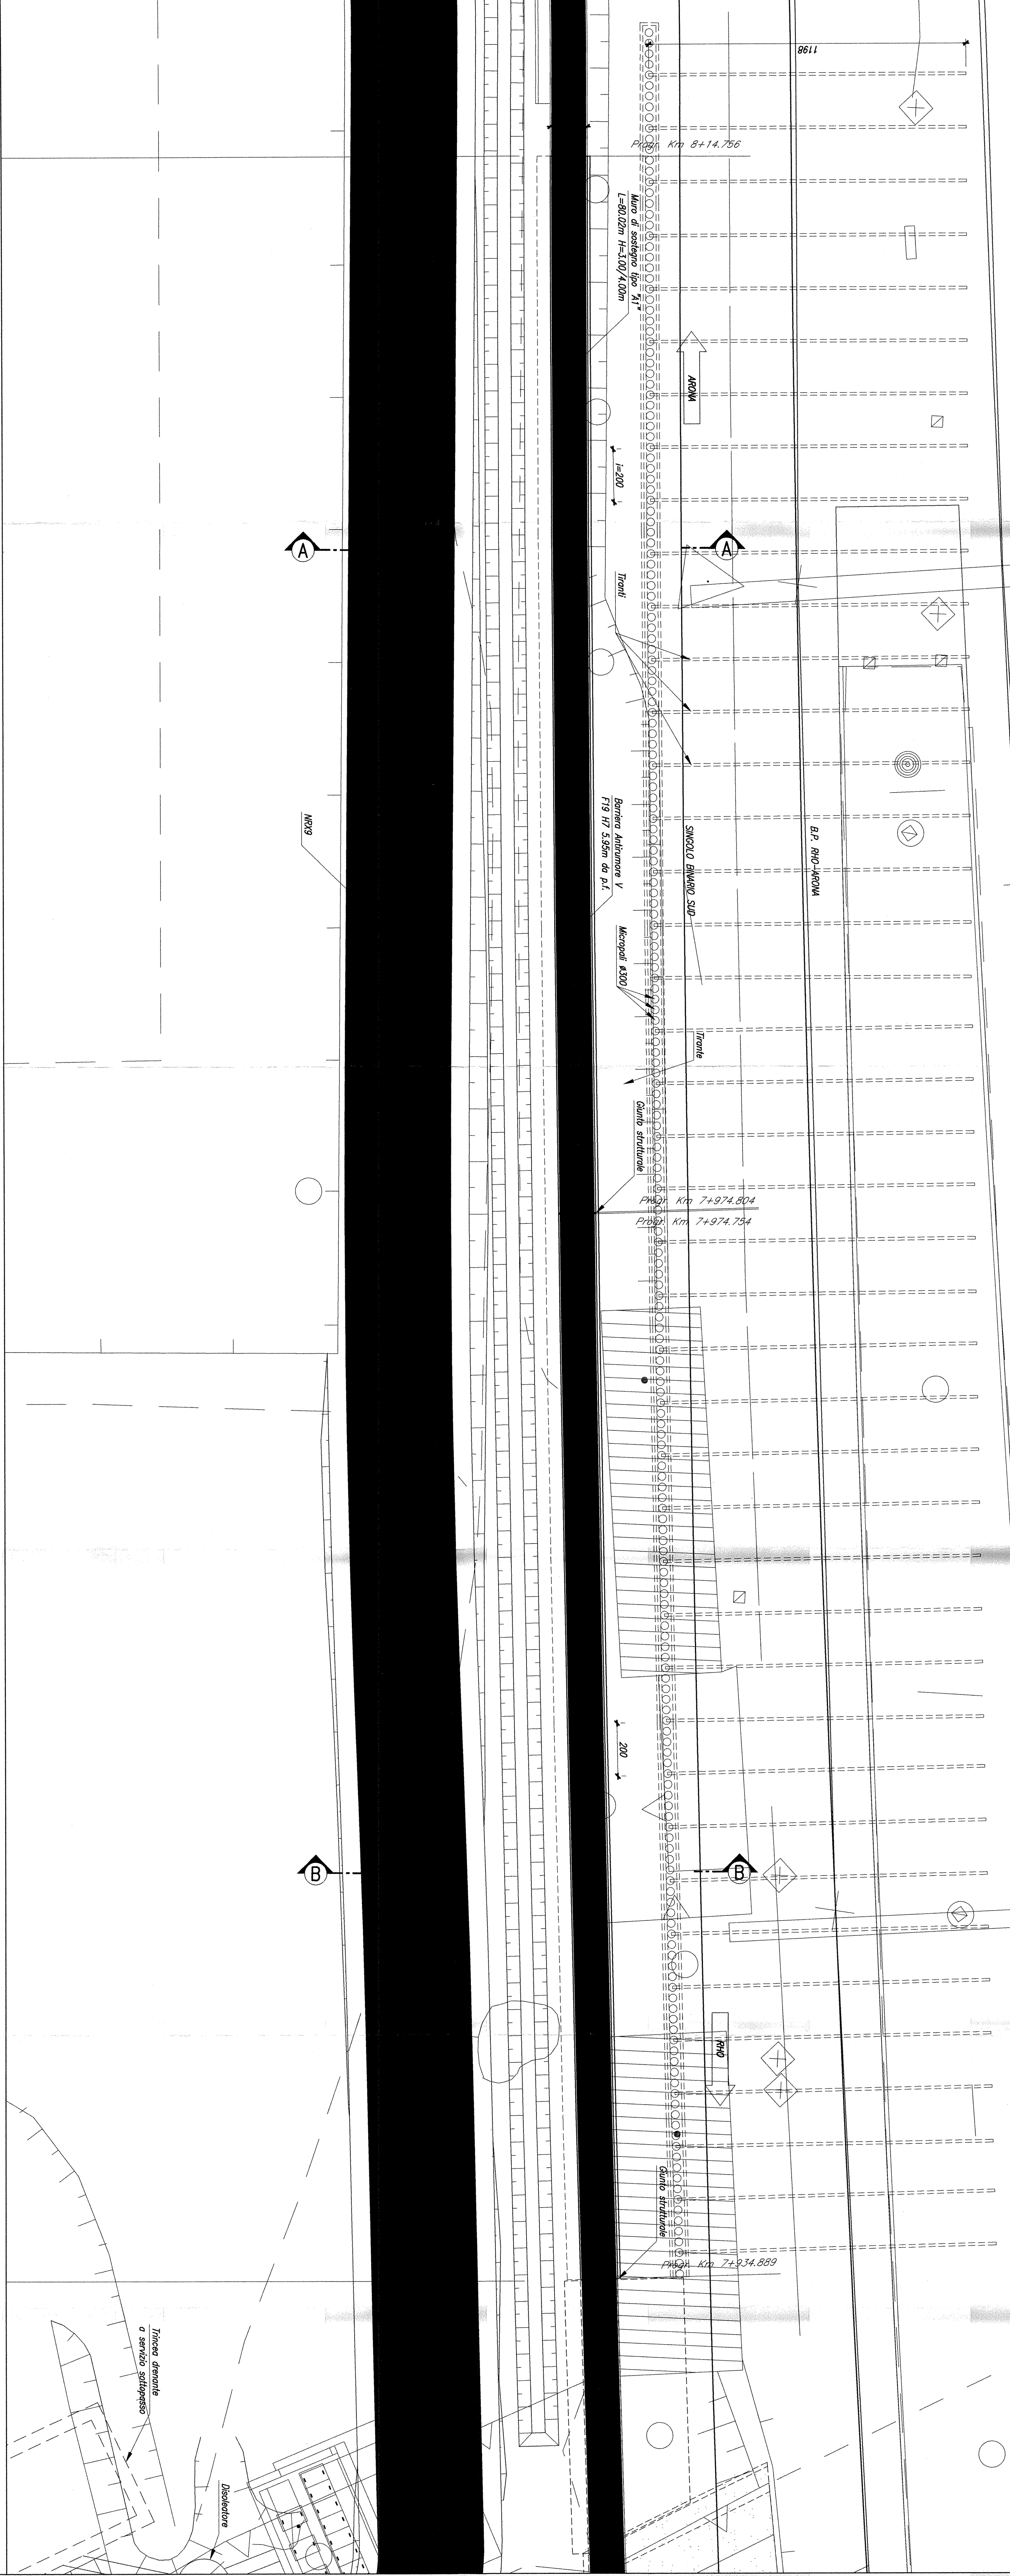 1198
Progr. Km 8+14.756
Muro di sostegno tipo "A1"
L=80.02m H=3.00/4.00m
ARONA
i=200
A
A
Tiranti
NRX9
Barriera Antirumore V
F19 H7 5.95m da p.f.
SINGOLO BINARIO SUD
B.P. RHO-ARONA
Micropali ø300
Tirante
Giunto strutturale
Progr. Km 7+974.804
Progr. Km 7+974.754
200
B
B
RHO
Giunto strutturale
Progr. Km 7+934.889
Trincea drenante
a servizio sottopasso
Disoleatore